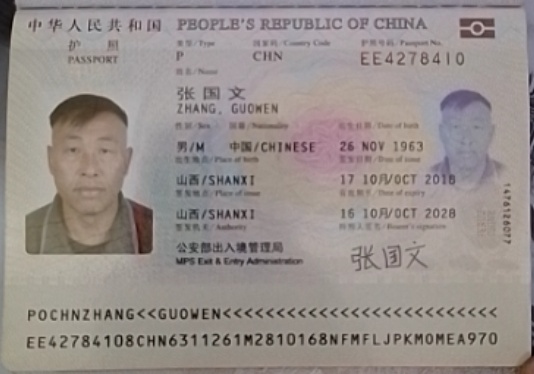 中华人民共和国 PEOPLE'S REPUBLIC OF CHINA
护照
PASSPORT
类型/Type 国家码/Country Code 护照号码/Passport No.
P CHN EE4278410
姓名/Name
张国文
ZHANG, GUOWEN
性别/Sex 国籍/Nationality 出生日期/Date of birth
男/M 中国/CHINESE 26 NOV 1963
出生地点/Place of birth 签发日期/Date of issue
山西/SHANXI 17 10月/OCT 2018
签发地点/Place of issue 有效期至/Date of expiry
山西/SHANXI 16 10月/OCT 2028
签发机关/Authority 持照人签名/Bearer's signature
公安部出入境管理局
MPS Exit & Entry Administration
张国文
POCHNZHANG<<GUOWEN<<<<<<<<<<<<<<<<<<<<<<<<<<
EE42784108CHN6311261M2810168NFMFLJPKMOMEA970